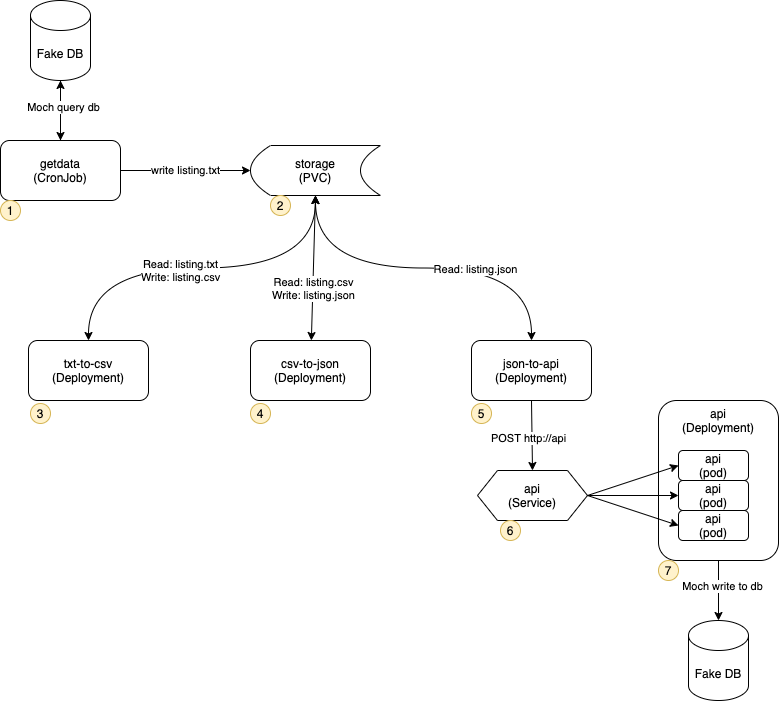 Fake DB
Moch query db
getdata
(CronJob)
write listing.txt
storage
(PVC)
1
2
Read: listing.txt
Write: listing.csv
Read: listing.csv
Write: listing.json
Read: listing.json
txt-to-csv
(Deployment)
csv-to-json
(Deployment)
json-to-api
(Deployment)
3
4
5
POST http://api
api
(Service)
6
api
(Deployment)
api
(pod)
api
(pod)
api
(pod)
7
Moch write to db
Fake DB